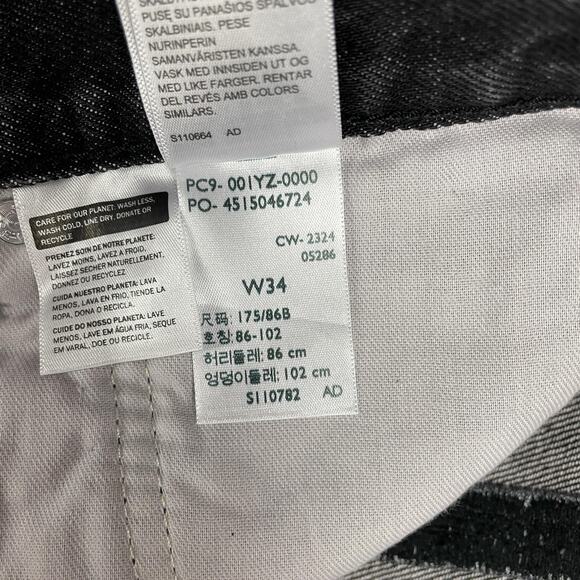 PUSĘ SU PANAŠIOS SPALVOS
SKALBINIAIS. PESE
NURINPERIN
SAMANVÄRISTEN KANSSA.
VASK MED INNSIDEN UT OG
MED LIKE FARGER. RENTAR
DEL REVÉS AMB COLORS
SIMILARS.
S110664 AD
PC9- 001YZ-0000
PO- 4515046724
CW- 2324
05286
W34
尺码: 175/86B
호칭: 86-102
허리둘레: 86 cm
엉덩이둘레: 102 cm
S110782 AD
CARE FOR OUR PLANET: WASH LESS,
WASH COLD, LINE DRY, DONATE OR
RECYCLE
PRENEZ SOIN DE NOTRE PLANETE:
LAVEZ MOINS, LAVEZ A FROID,
LAISSEZ SECHER NATURELLEMENT,
DONNEZ OU RECYCLEZ
CUIDA NUESTRO PLANETA: LAVA
MENOS, LAVA EN FRIO, TIENDE LA
ROPA, DONA O RECICLA.
CUIDE DO NOSSO PLANETA: LAVE
MENOS, LAVE EM ÁGUA FRIA, SEQUE
EM VARAL, DOE OU RECICLE.